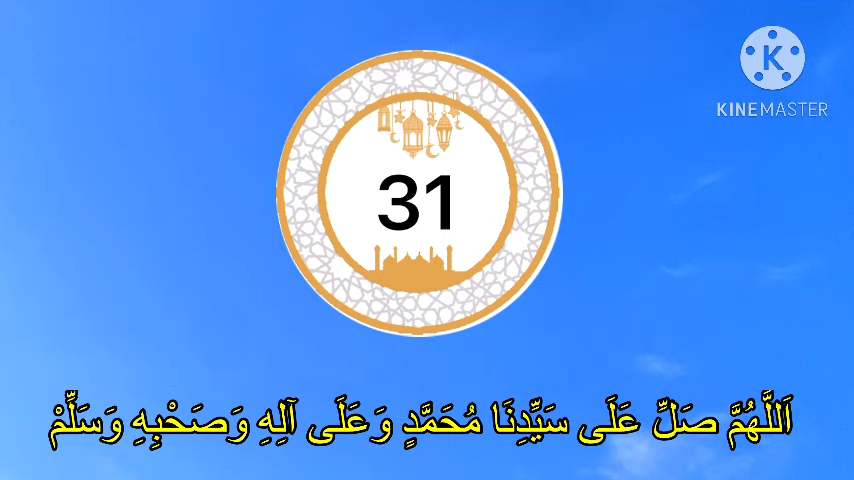 K
KINEMASTER
31
اَللَّهُمَّ صَلِّ عَلَى سَيِّدِنَا مُحَمَّدٍ وَعَلَى آلِهِ وَصَحْبِهِ وَسَلِّمْ